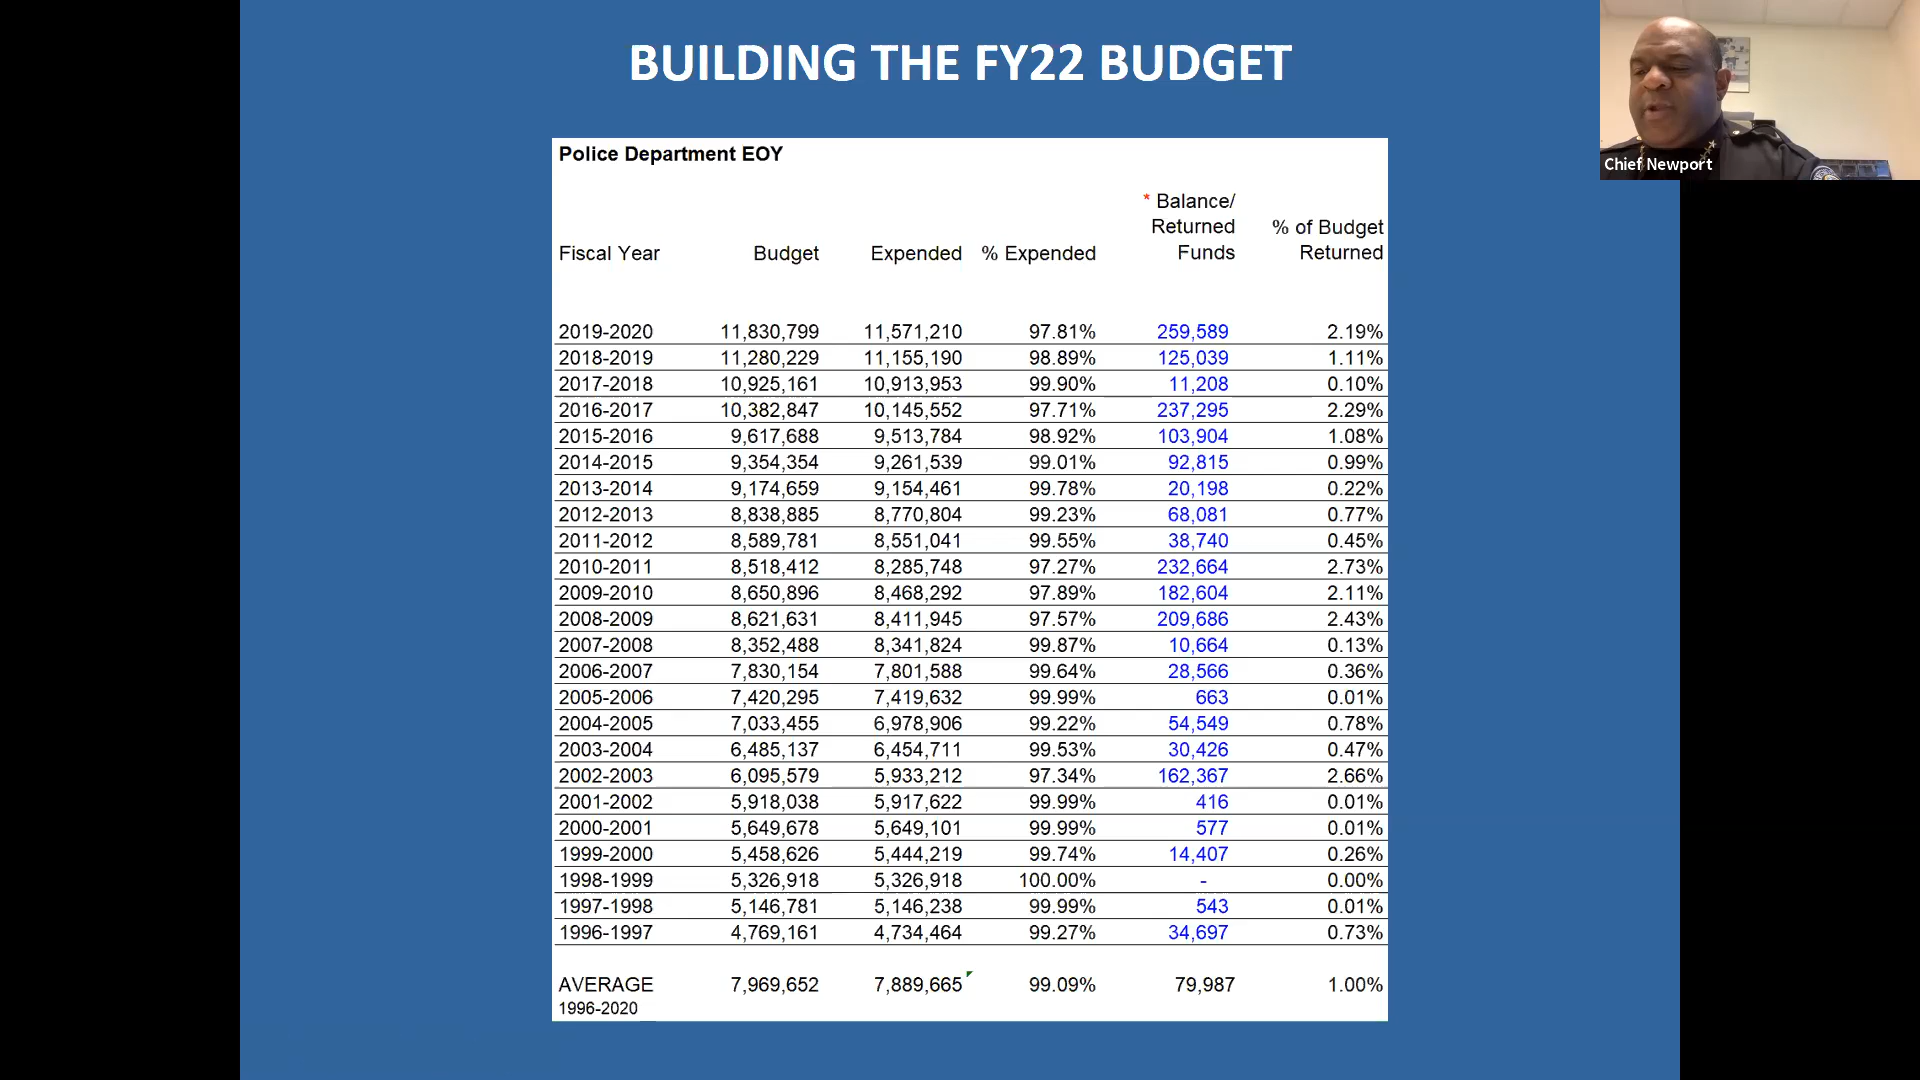 BUILDING THE FY22 BUDGET
Chief Newport
Police Department EOY
Fiscal Year Budget Expended % Expended * Balance/ Returned Funds % of Budget Returned
2019-2020 11,830,799 11,571,210 97.81% 259,589 2.19%
2018-2019 11,280,229 11,155,190 98.89% 125,039 1.11%
2017-2018 10,925,161 10,913,953 99.90% 11,208 0.10%
2016-2017 10,382,847 10,145,552 97.71% 237,295 2.29%
2015-2016 9,617,688 9,513,784 98.92% 103,904 1.08%
2014-2015 9,354,354 9,261,539 99.01% 92,815 0.99%
2013-2014 9,174,659 9,154,461 99.78% 20,198 0.22%
2012-2013 8,838,885 8,770,804 99.23% 68,081 0.77%
2011-2012 8,589,781 8,551,041 99.55% 38,740 0.45%
2010-2011 8,518,412 8,285,748 97.27% 232,664 2.73%
2009-2010 8,650,896 8,468,292 97.89% 182,604 2.11%
2008-2009 8,621,631 8,411,945 97.57% 209,686 2.43%
2007-2008 8,352,488 8,341,824 99.87% 10,664 0.13%
2006-2007 7,830,154 7,801,588 99.64% 28,566 0.36%
2005-2006 7,420,295 7,419,632 99.99% 663 0.01%
2004-2005 7,033,455 6,978,906 99.22% 54,549 0.78%
2003-2004 6,485,137 6,454,711 99.53% 30,426 0.47%
2002-2003 6,095,579 5,933,212 97.34% 162,367 2.66%
2001-2002 5,918,038 5,917,622 99.99% 416 0.01%
2000-2001 5,649,678 5,649,101 99.99% 577 0.01%
1999-2000 5,458,626 5,444,219 99.74% 14,407 0.26%
1998-1999 5,326,918 5,326,918 100.00% - 0.00%
1997-1998 5,146,781 5,146,238 99.99% 543 0.01%
1996-1997 4,769,161 4,734,464 99.27% 34,697 0.73%
AVERAGE 7,969,652 7,889,665 99.09% 79,987 1.00%
1996-2020